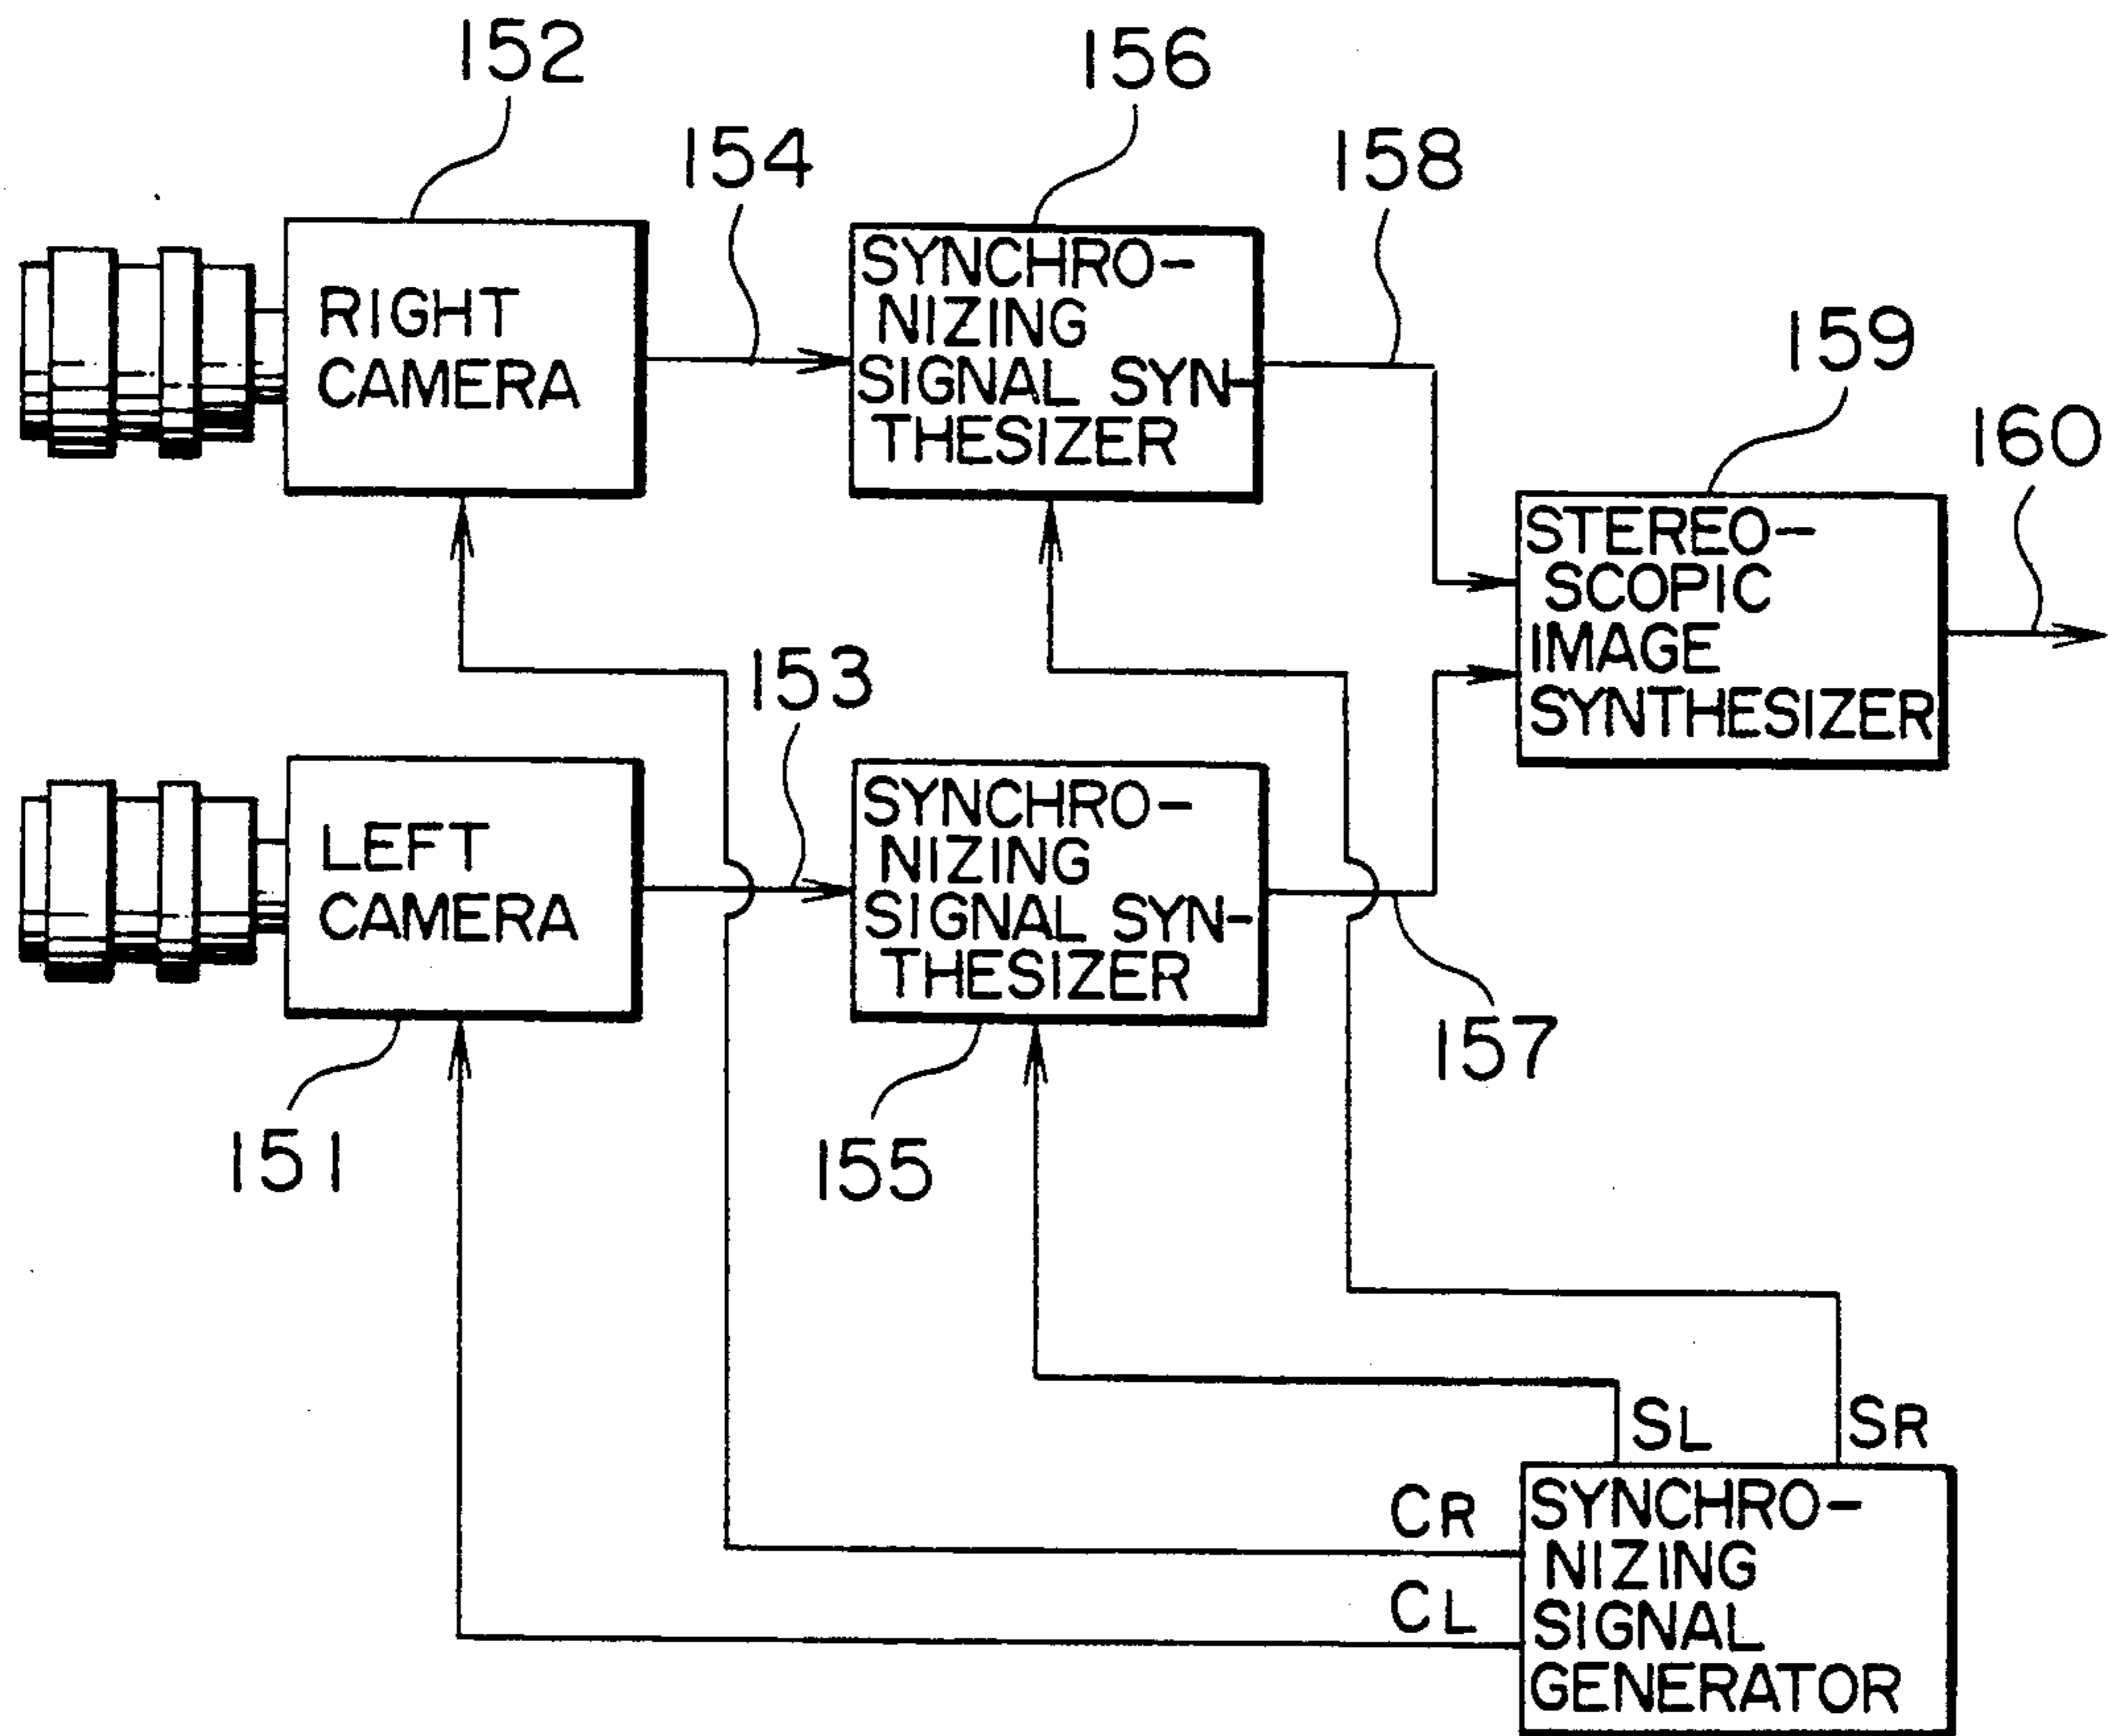 152
156
154
158
RIGHT
CAMERA
SYNCHRO-
NIZING
SIGNAL SYN-
THESIZER
159
160
STEREO-
SCOPIC
IMAGE
SYNTHESIZER
153
LEFT
CAMERA
SYNCHRO-
NIZING
SIGNAL SYN-
THESIZER
157
151
155
SL
SR
CR
CL
SYNCHRO-
NIZING
SIGNAL
GENERATOR